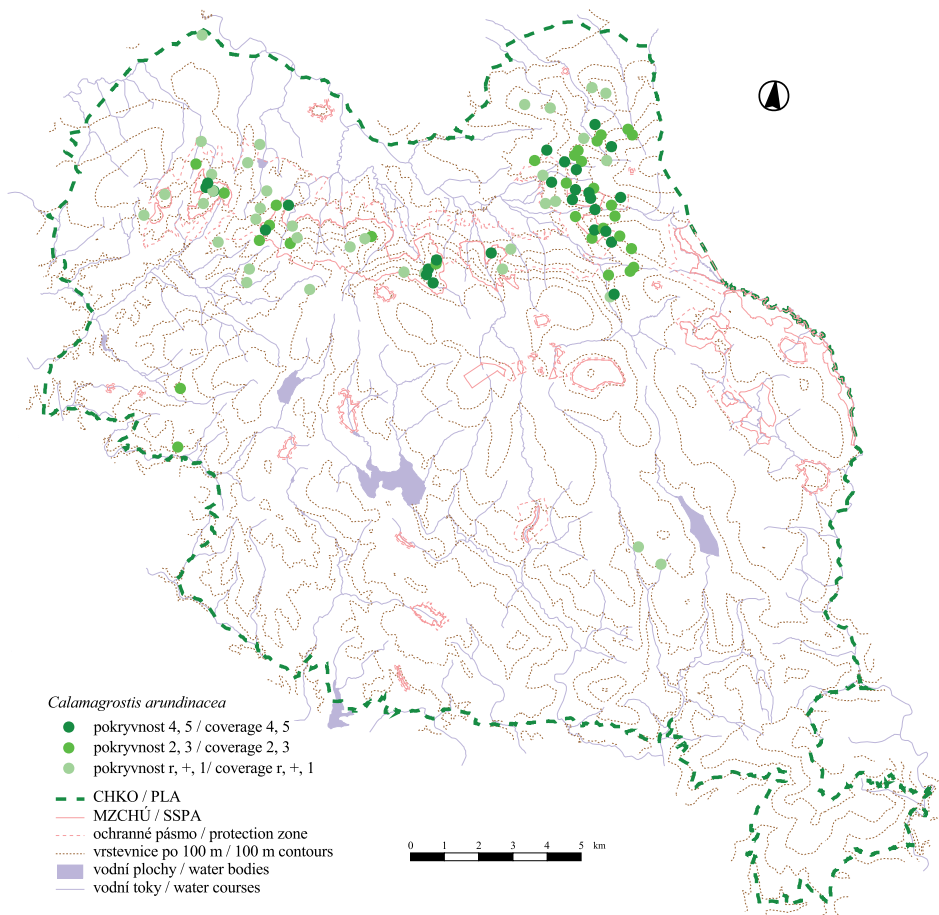 Calamagrostis arundinacea
pokryvnost 4, 5 / coverage 4, 5
pokryvnost 2, 3 / coverage 2, 3
pokryvnost r, +, 1/ coverage r, +, 1
CHKO / PLA
MZCHÚ / SSPA
ochranné pásmo / protection zone
vrstevnice po 100 m / 100 m contours
vodní plochy / water bodies
vodní toky / water courses
0 1 2 3 4 5 km